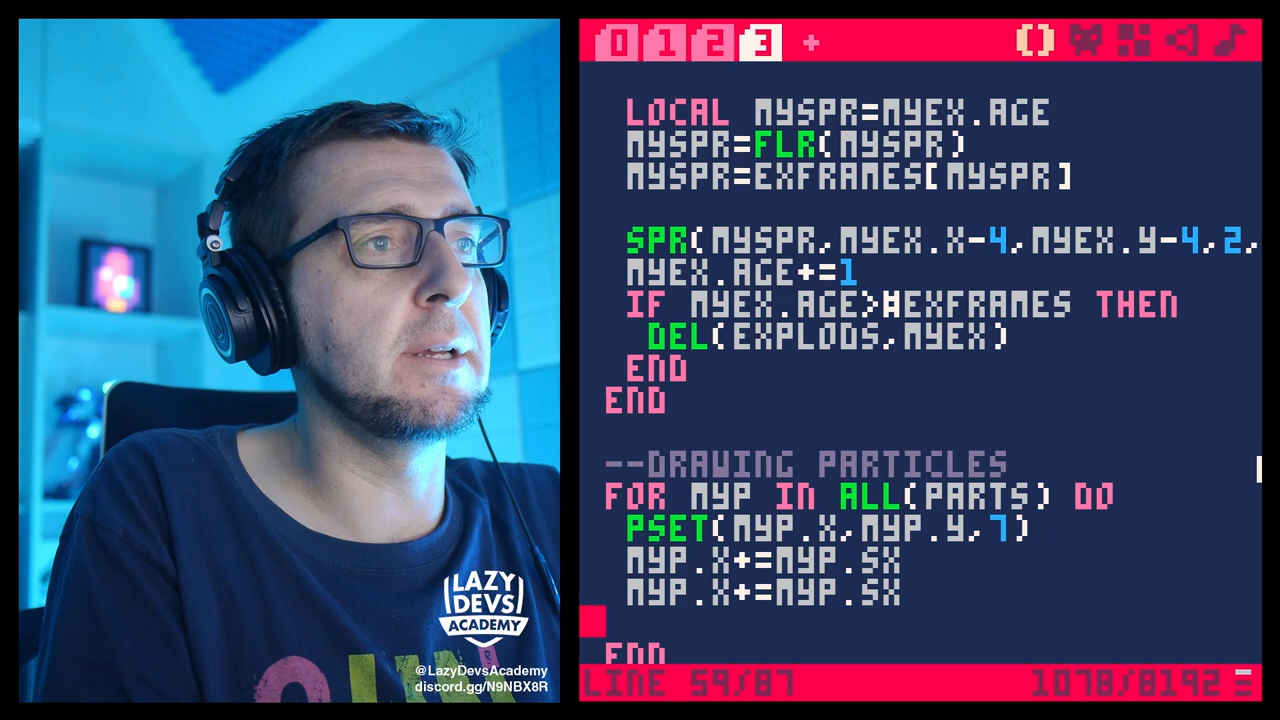 LAZY
DEVS
ACADEMY
@LazyDevsAcademy
discord.gg/N9NBX8R
0 1 2 3 +
LOCAL MYSPR=MYEX.AGE
MYSPR=FLR(MYSPR)
MYSPR=EXFRAMES[MYSPR]
SPR(MYSPR,MYEX.X-4,MYEX.Y-4,2,
MYEX.AGE+=1
IF MYEX.AGE>#EXFRAMES THEN
DEL(EXPLODS,MYEX)
END
END
--DRAWING PARTICLES
FOR MYP IN ALL(PARTS) DO
PSET(MYP.X,MYP.Y,7)
MYP.X+=MYP.SX
MYP.X+=MYP.SX
END
LINE 59/87
1078/8192